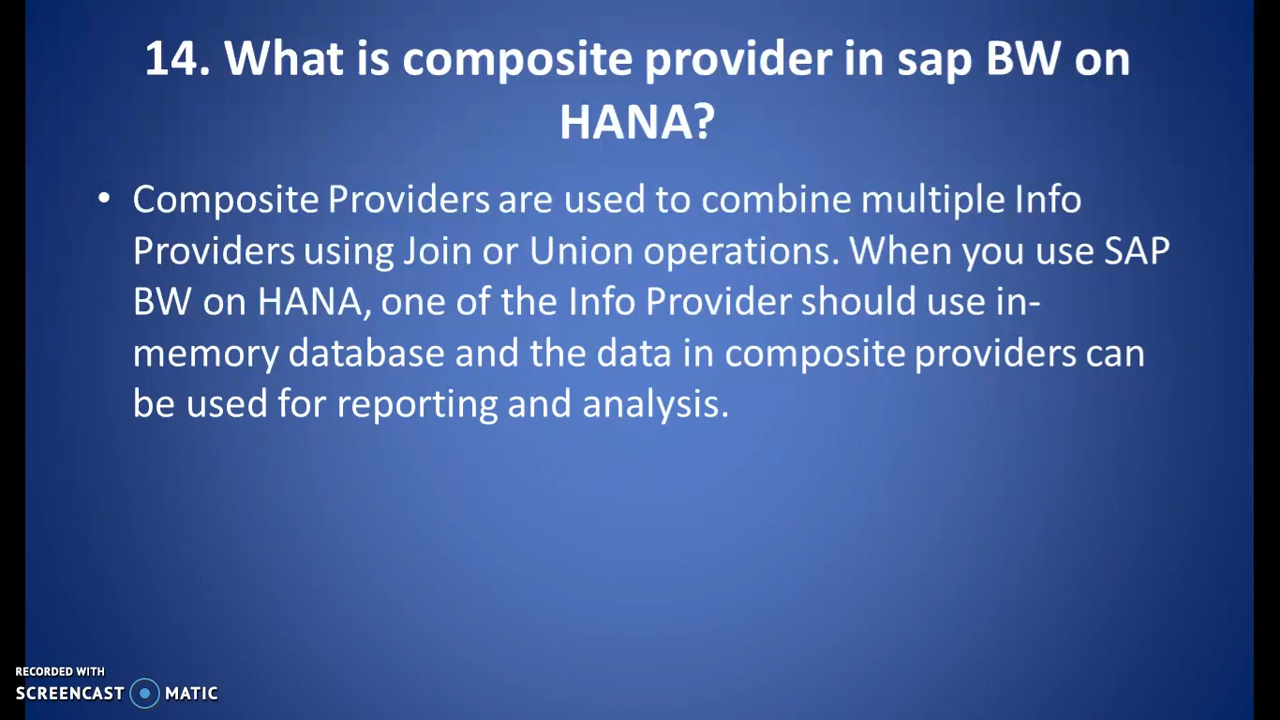 14. What is composite provider in sap BW on
HANA?
• Composite Providers are used to combine multiple Info
Providers using Join or Union operations. When you use SAP
BW on HANA, one of the Info Provider should use in-
memory database and the data in composite providers can
be used for reporting and analysis.
RECORDED WITH
SCREENCAST MATIC